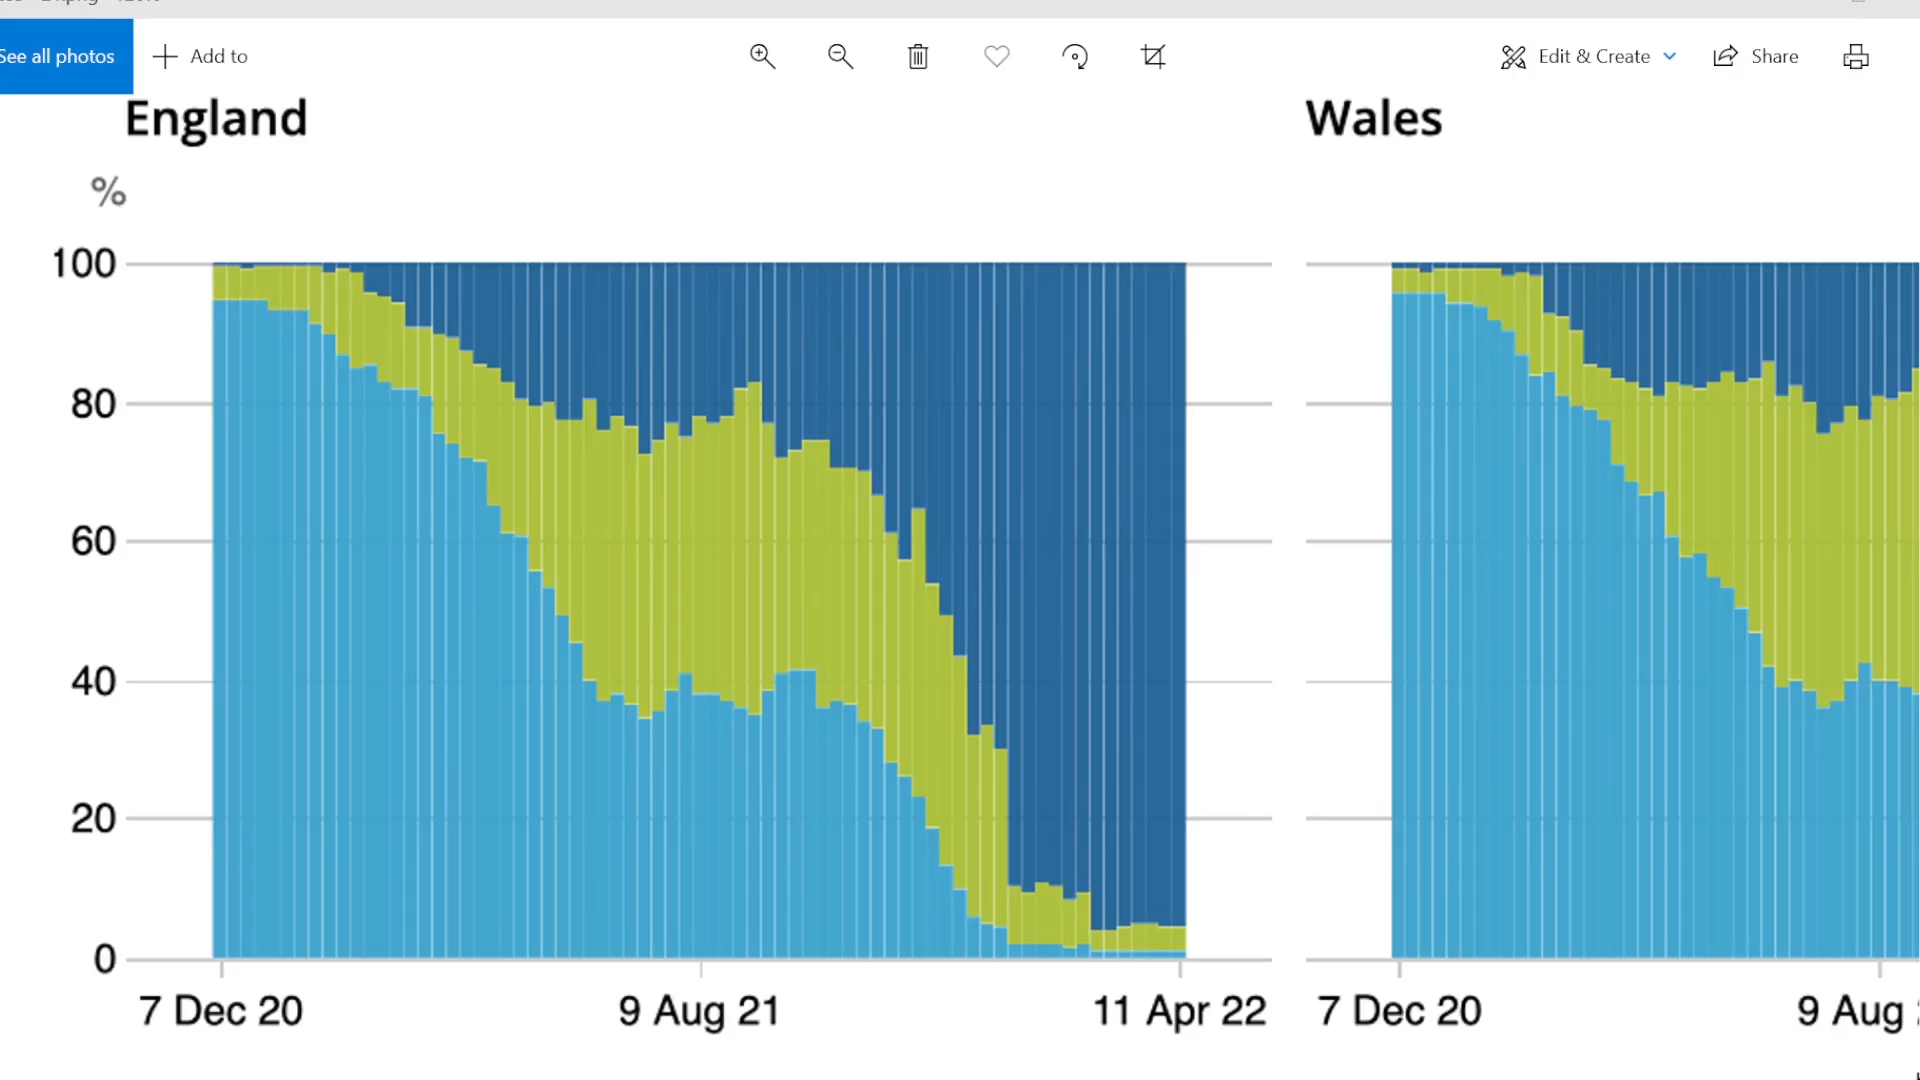 See all photos
Add to
Edit & Create
Share
England
Wales
%
100
80
60
40
20
0
7 Dec 20
9 Aug 21
11 Apr 22
7 Dec 20
9 Aug